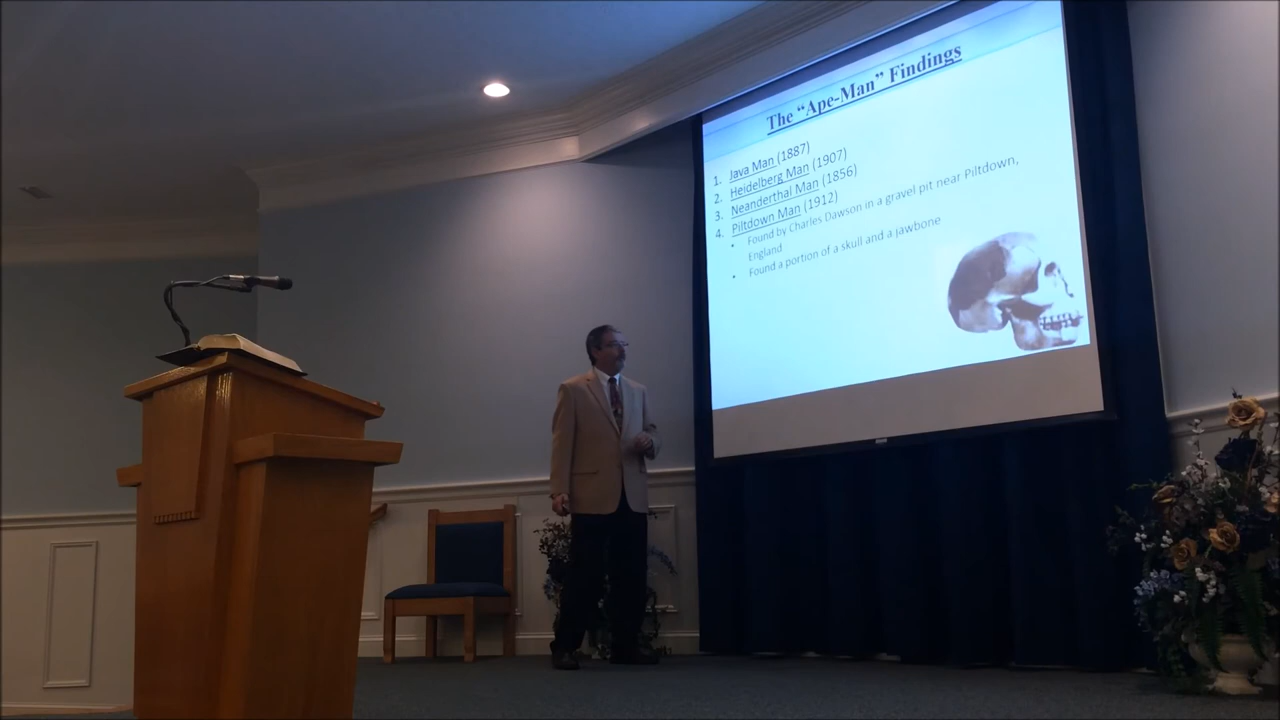 The “Ape-Man” Findings
1. Java Man (1887)
2. Heidelberg Man (1907)
3. Neanderthal Man (1856)
4. Piltdown Man (1912)
• Found by Charles Dawson in a gravel pit near Piltdown,
England
• Found a portion of a skull and a jawbone